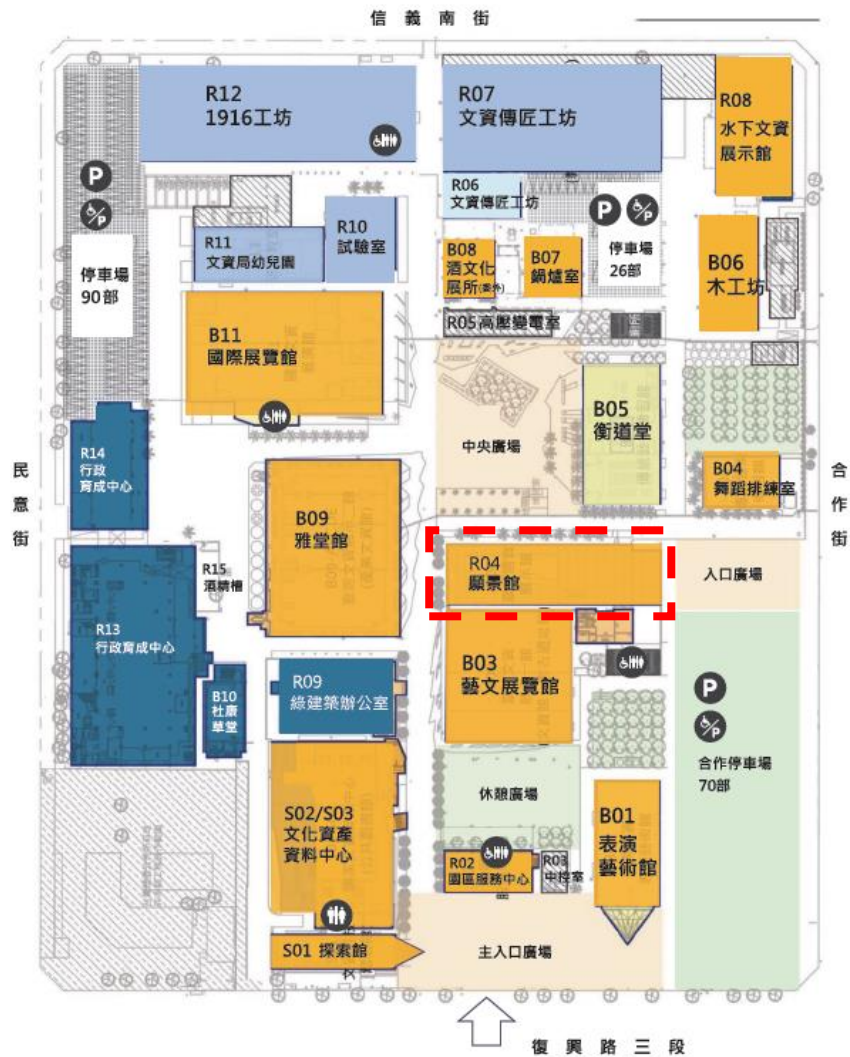 信義南街
R12
1916工坊
R07
文資傳匠工坊
R08
水下文資
展示館
P
P
R06
文資傳匠工坊
P
P
R11
文資局幼兒園
R10
試驗室
停車場
90部
B08
酒文化
展所(委外)
B07
鍋爐室
停車場
26部
B06
木工坊
R05高壓變電室
B11
國際展覽館
中央廣場
B05
衡道堂
民意街
R14
行政
育成中心
B04
舞蹈排練室
合作街
B09
雅堂館
R15
酒精槽
R04
願景館
入口廣場
R13
行政育成中心
B10
杜康
草堂
R09
綠建築辦公室
B03
藝文展覽館
P
P
合作停車場
70部
S02/S03
文化資產
資料中心
休憩廣場
B01
表演
藝術館
R02
園區服務中心
R03
中控室
S01 探索館
主入口廣場
復興路三段